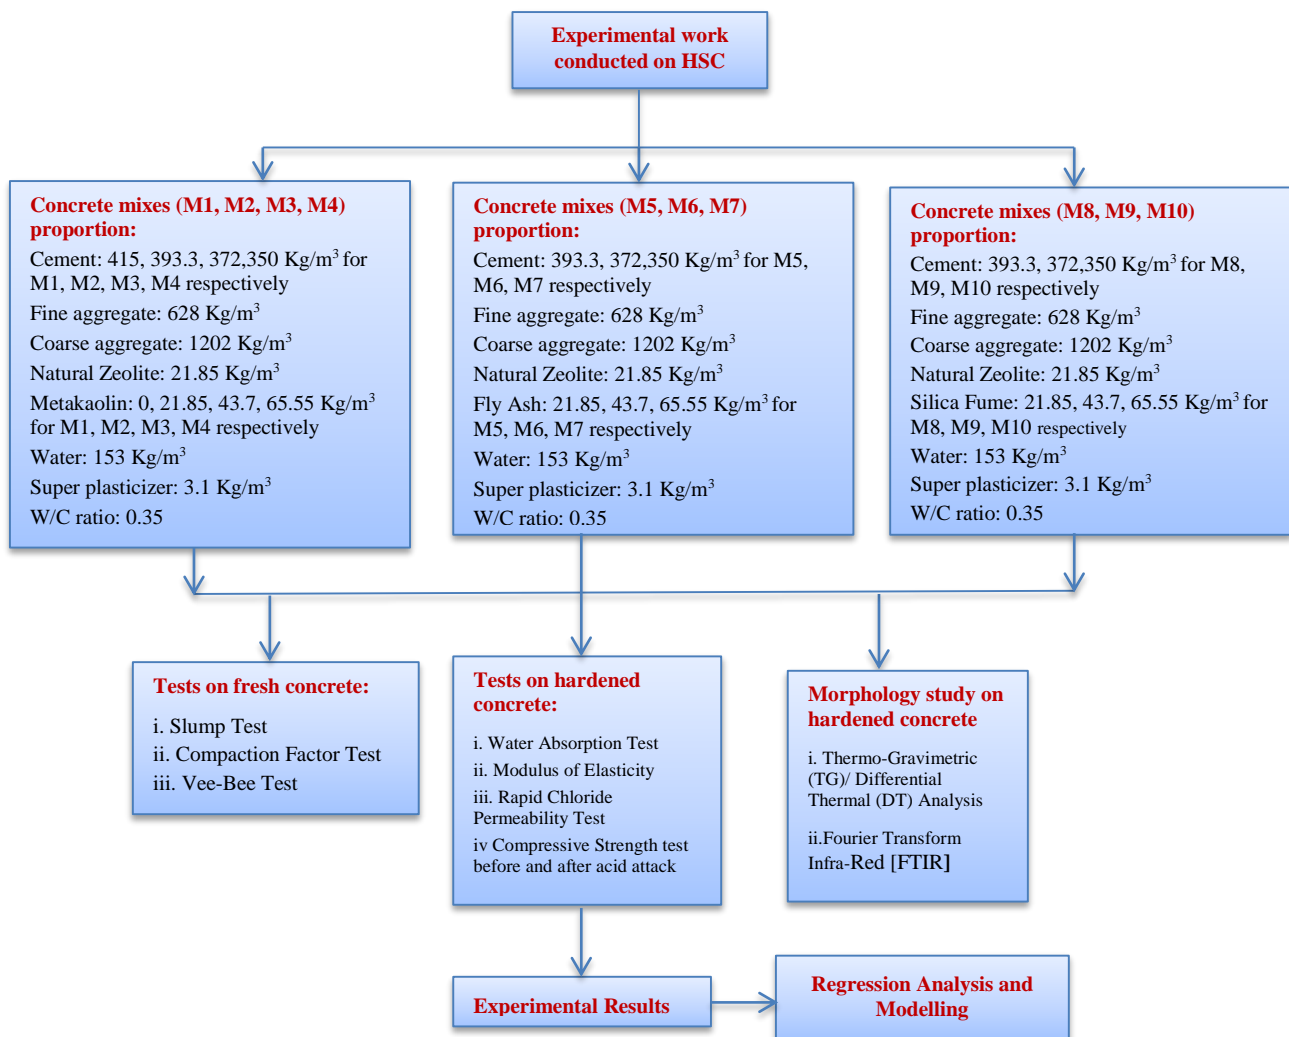 Experimental work
conducted on HSC
Concrete mixes (M1, M2, M3, M4)
proportion:
Cement: 415, 393.3, 372,350 Kg/m³ for
M1, M2, M3, M4 respectively
Fine aggregate: 628 Kg/m³
Coarse aggregate: 1202 Kg/m³
Natural Zeolite: 21.85 Kg/m³
Metakaolin: 0, 21.85, 43.7, 65.55 Kg/m³
for M1, M2, M3, M4 respectively
Water: 153 Kg/m³
Super plasticizer: 3.1 Kg/m³
W/C ratio: 0.35
Concrete mixes (M5, M6, M7)
proportion:
Cement: 393.3, 372,350 Kg/m³ for M5,
M6, M7 respectively
Fine aggregate: 628 Kg/m³
Coarse aggregate: 1202 Kg/m³
Natural Zeolite: 21.85 Kg/m³
Fly Ash: 21.85, 43.7, 65.55 Kg/m³ for
M5, M6, M7 respectively
Water: 153 Kg/m³
Super plasticizer: 3.1 Kg/m³
W/C ratio: 0.35
Concrete mixes (M8, M9, M10)
proportion:
Cement: 393.3, 372,350 Kg/m³ for M8,
M9, M10 respectively
Fine aggregate: 628 Kg/m³
Coarse aggregate: 1202 Kg/m³
Natural Zeolite: 21.85 Kg/m³
Silica Fume: 21.85, 43.7, 65.55 Kg/m³ for
M8, M9, M10 respectively
Water: 153 Kg/m³
Super plasticizer: 3.1 Kg/m³
W/C ratio: 0.35
Tests on fresh concrete:
i. Slump Test
ii. Compaction Factor Test
iii. Vee-Bee Test
Tests on hardened
concrete:
i. Water Absorption Test
ii. Modulus of Elasticity
iii. Rapid Chloride
Permeability Test
iv Compressive Strength test
before and after acid attack
Morphology study on
hardened concrete
i. Thermo-Gravimetric
(TG)/ Differential
Thermal (DT) Analysis
ii.Fourier Transform
Infra-Red [FTIR]
Experimental Results
Regression Analysis and
Modelling